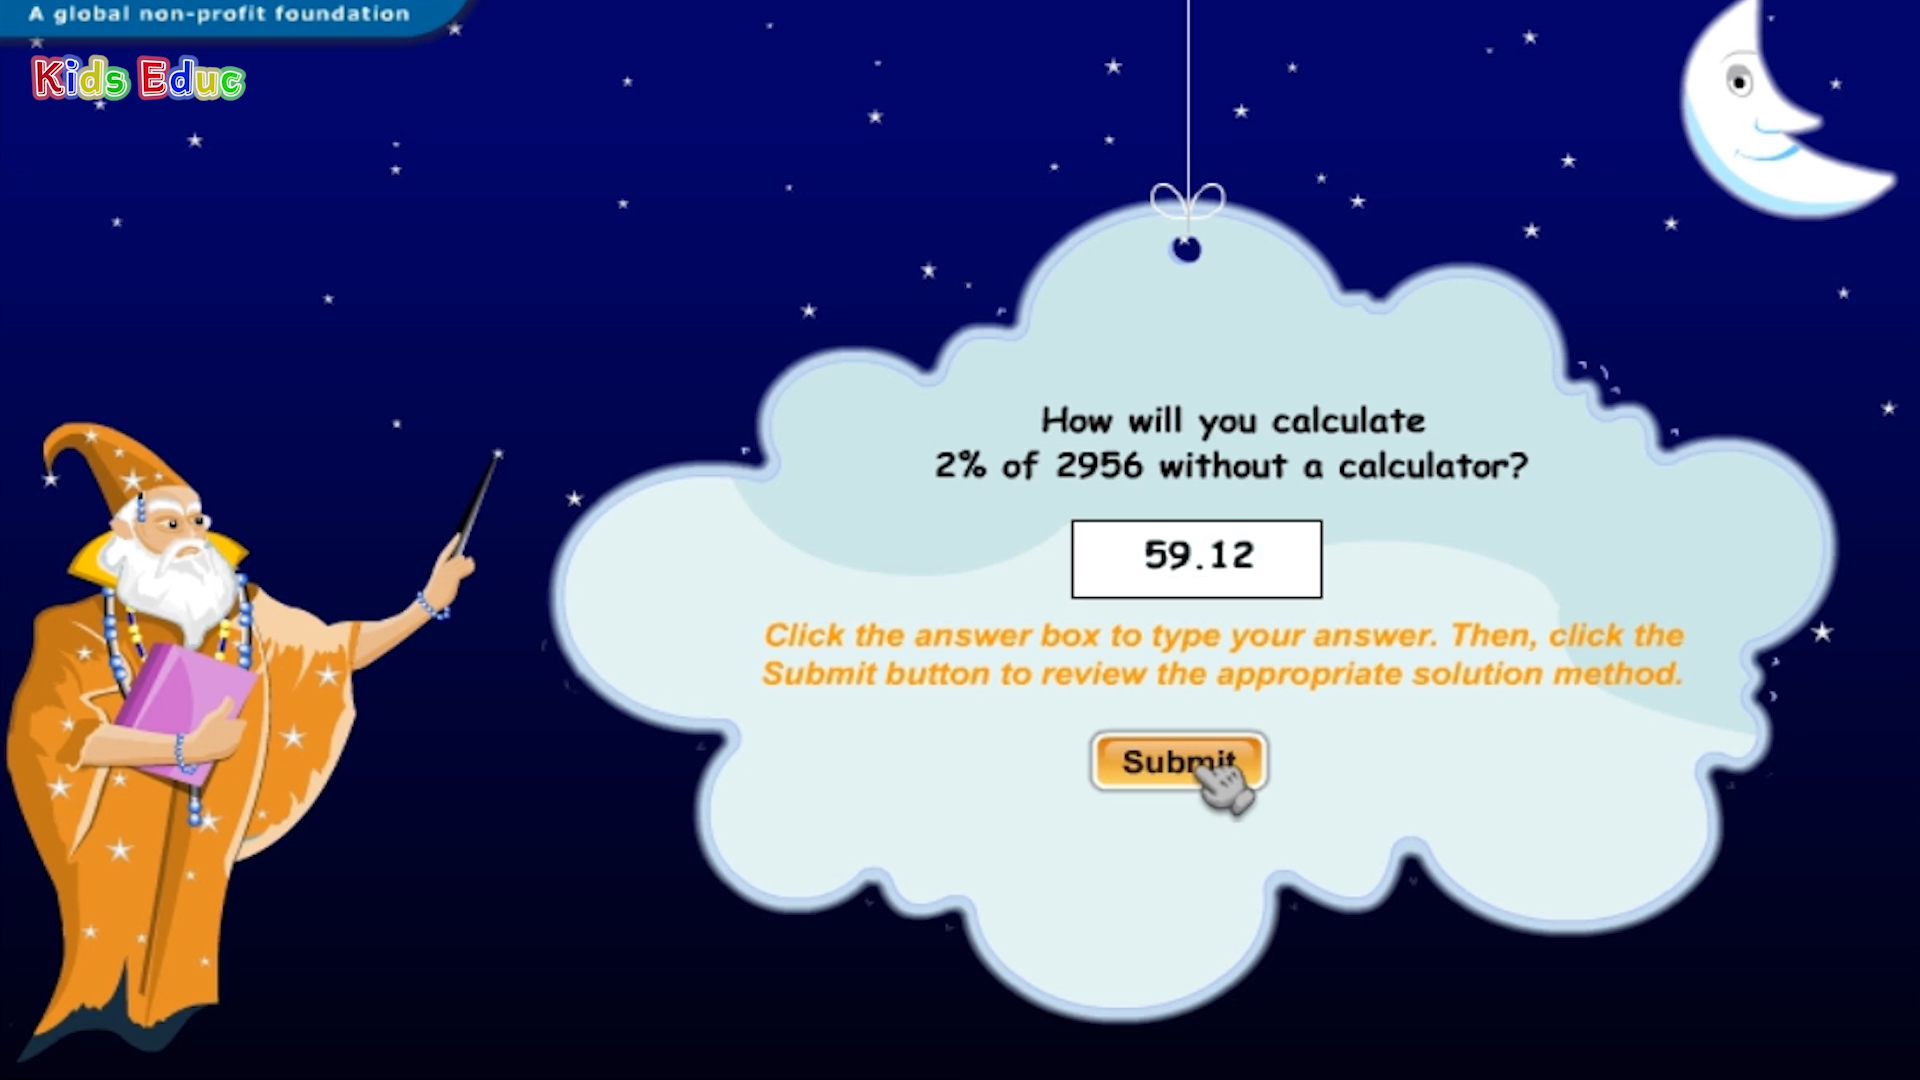 A global non-profit foundation
Kids Educ
How will you calculate
2% of 2956 without a calculator?
59.12
Click the answer box to type your answer. Then, click the
Submit button to review the appropriate solution method.
Submit